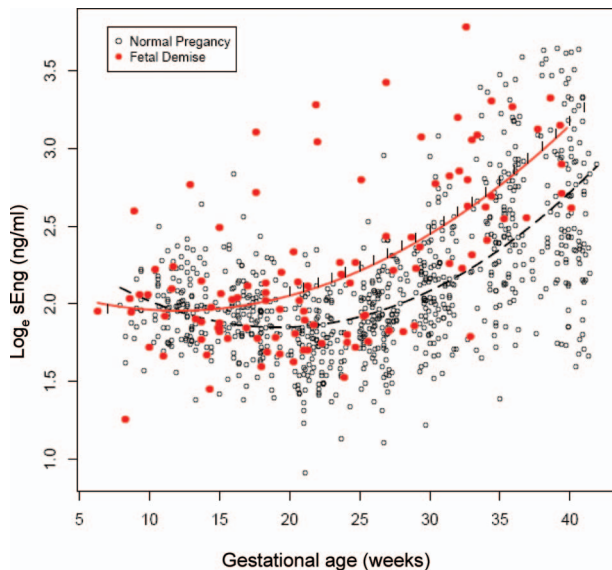 Normal Pregancy
Fetal Demise
3.5
3.0
2.5
2.0
1.5
1.0
Logₑ sEng (ng/ml)
5 10 15 20 25 30 35 40
Gestational age (weeks)